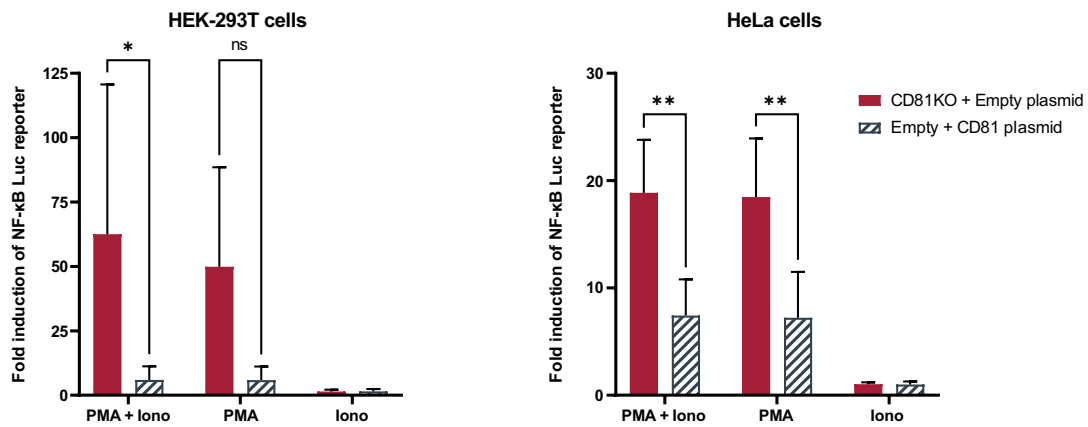 HEK-293T cells
Fold induction of NF-κB Luc reporter
125
100
75
50
25
0
*
ns
PMA + Iono
PMA
Iono
HeLa cells
Fold induction of NF-κB Luc reporter
30
20
10
0
**
**
PMA + Iono
PMA
Iono
CD81KO + Empty plasmid
Empty + CD81 plasmid